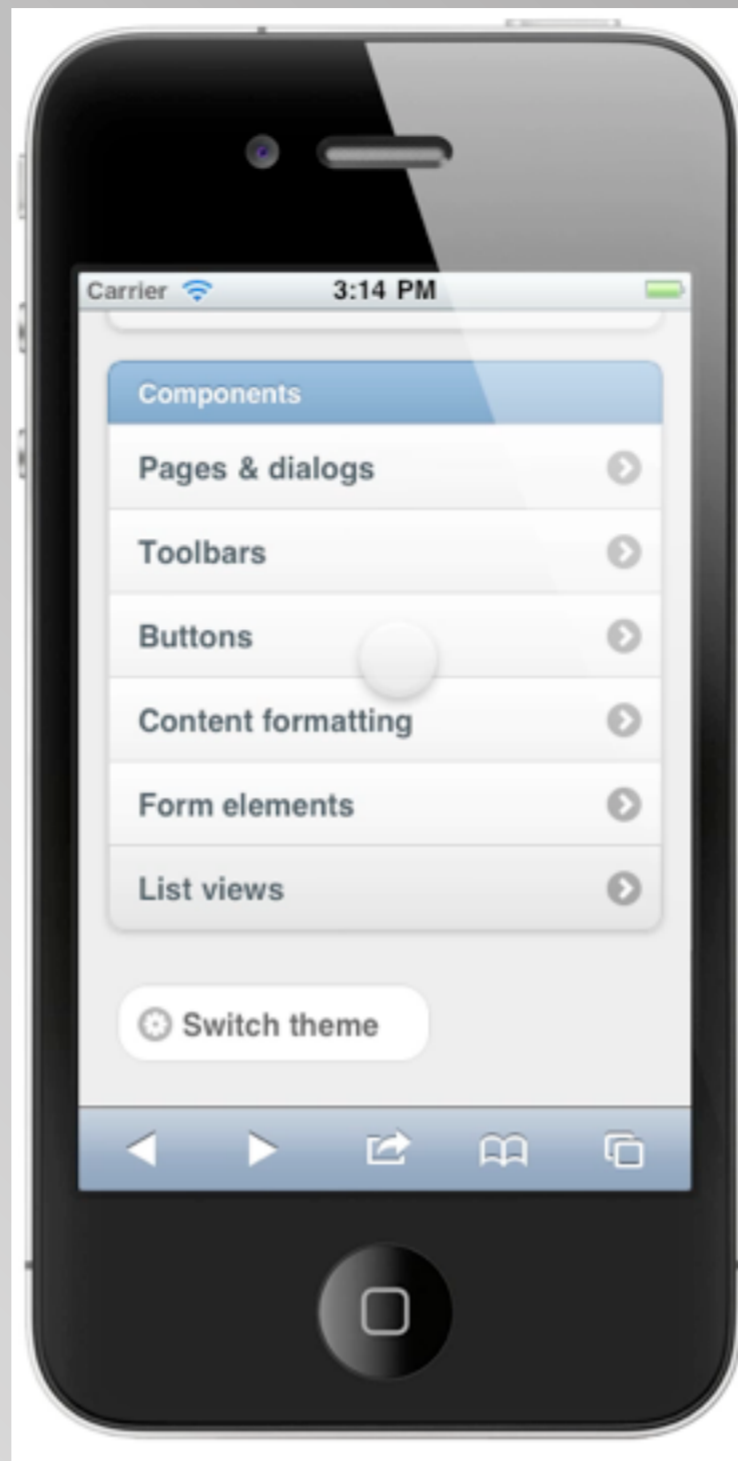 Carrier 3:14 PM
Components
Pages & dialogs
Toolbars
Buttons
Content formatting
Form elements
List views
Switch theme